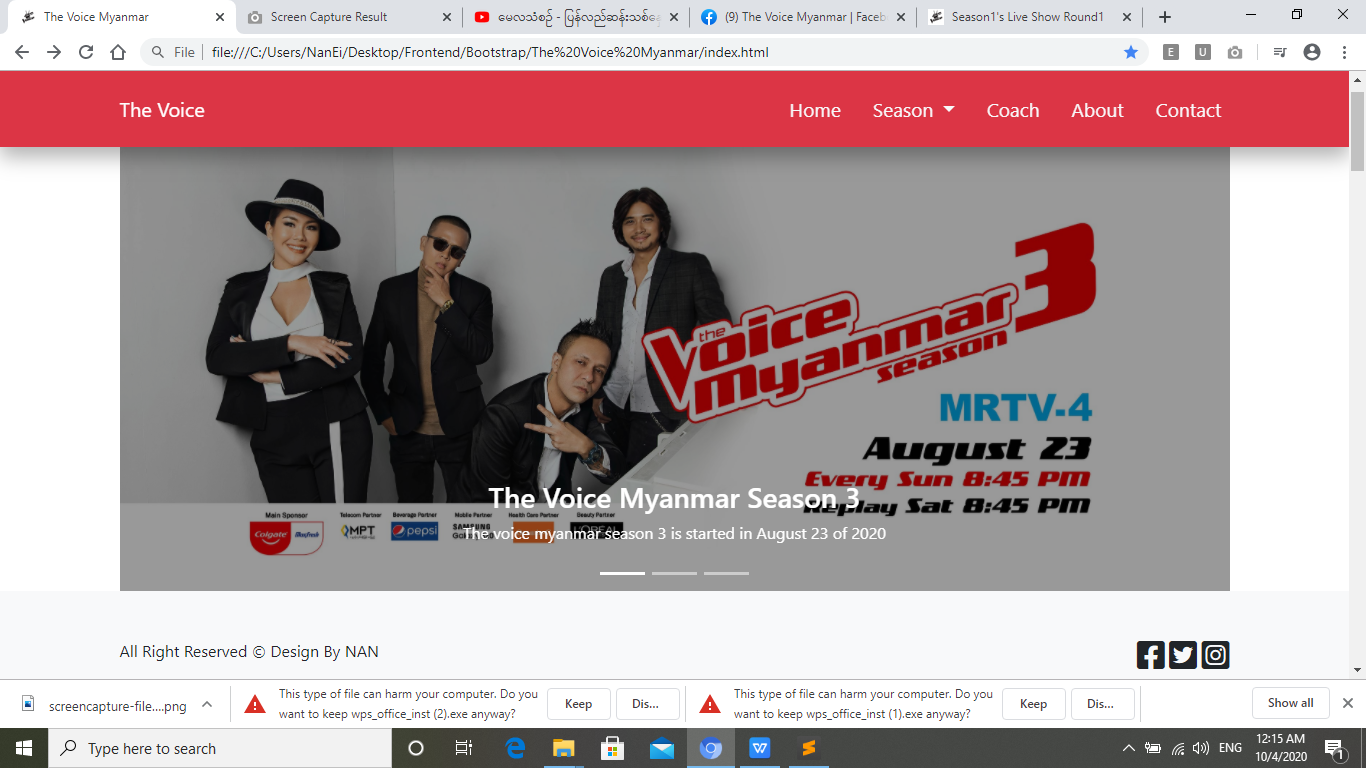 The Voice Myanmar
Screen Capture Result
မေလသံစဉ် - ပြန်လည်ဆန်းသစ်နေ
(9) The Voice Myanmar | Faceb
Season1's Live Show Round1
File
file:///C:/Users/NanEi/Desktop/Frontend/Bootstrap/The%20Voice%20Myanmar/index.html
E
U
The Voice
Home
Season
Coach
About
Contact
the
Voice
Myanmar 3
season
MRTV-4
August 23
Every Sun 8:45 PM
Replay Sat 8:45 PM
Main Sponsor
Telecom Partner
Beverage Partner
Mobile Partner
Health Care Partner
Beauty Partner
Colgate
MPT
pepsi
SAMSUNG
L'OREAL
The Voice Myanmar Season 3
The voice myanmar season 3 is started in August 23 of 2020
All Right Reserved © Design By NAN
screencapture-file....png
This type of file can harm your computer. Do you
want to keep wps_office_inst (2).exe anyway?
Keep
Dis...
This type of file can harm your computer. Do you
want to keep wps_office_inst (1).exe anyway?
Keep
Dis...
Show all
Type here to search
ENG
12:15 AM
10/4/2020
1